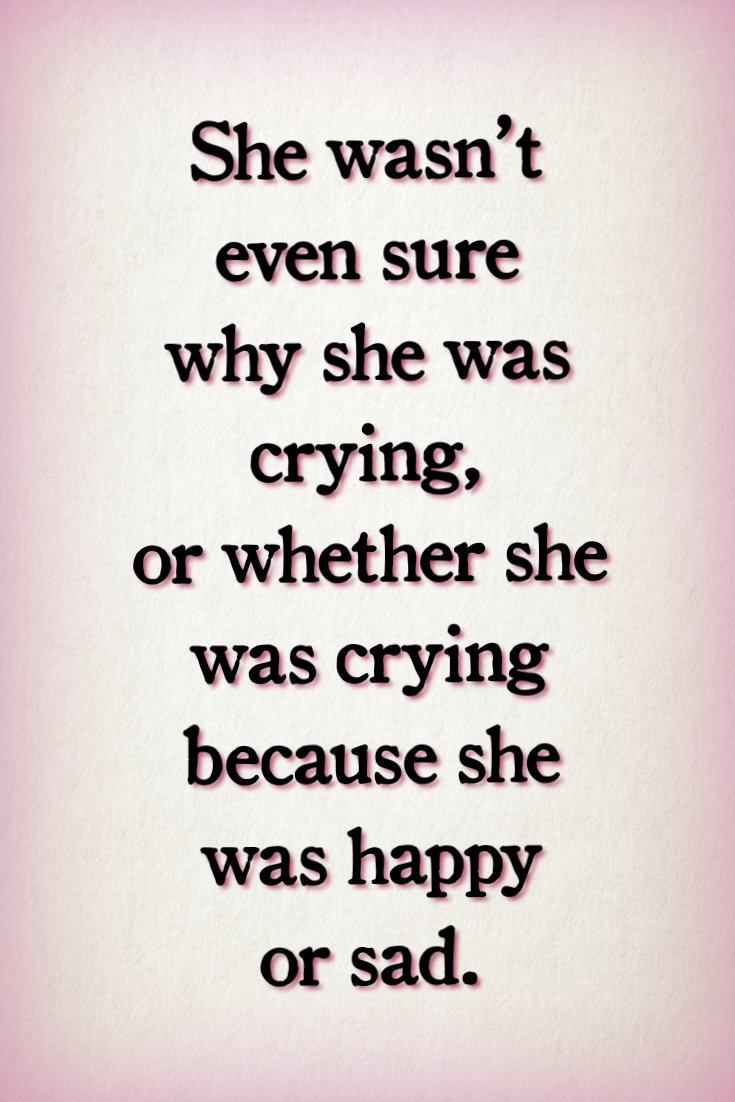 She wasn’t
even sure
why she was
crying,
or whether she
was crying
because she
was happy
or sad.